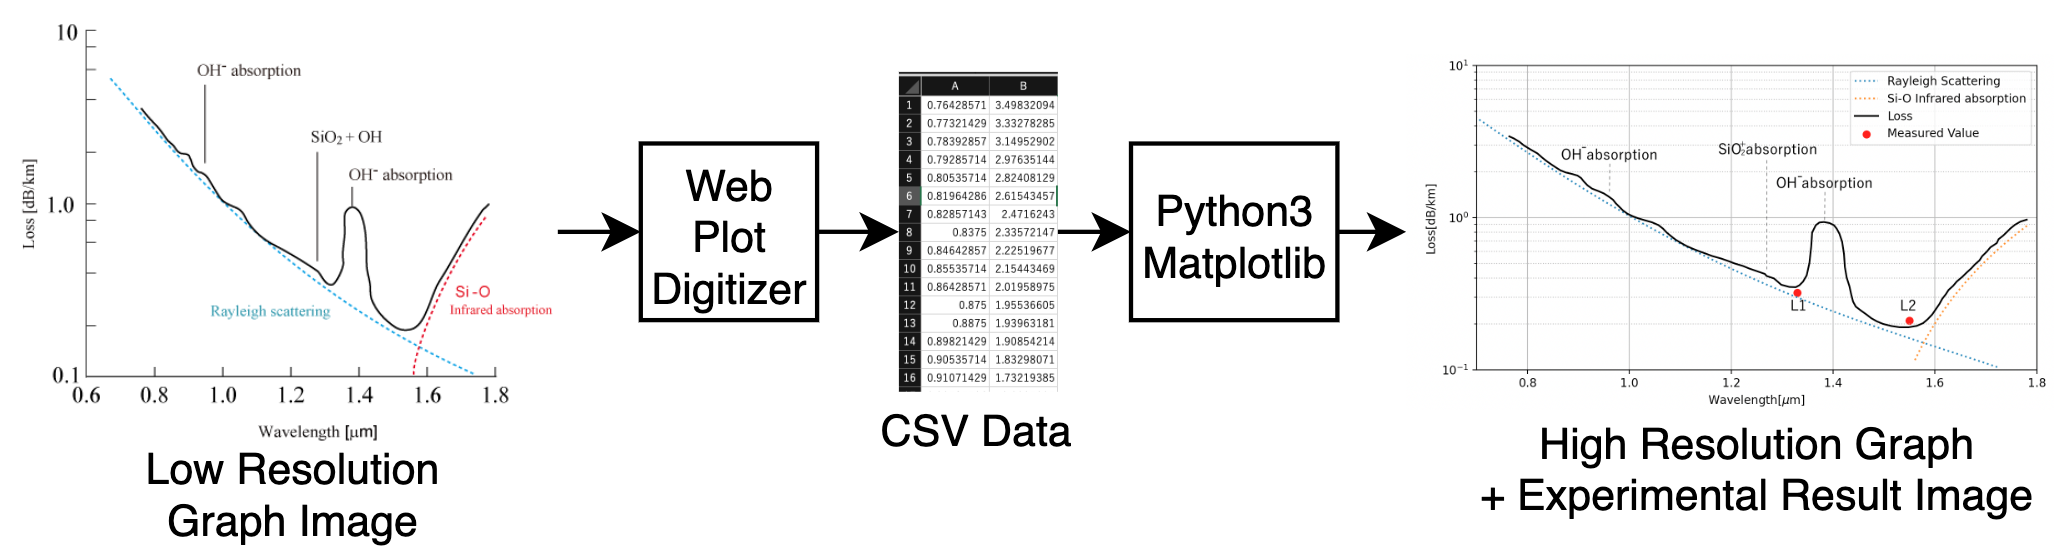 10
1.0
0.1
0.6 0.8 1.0 1.2 1.4 1.6 1.8
Loss [dB/km]
Wavelength [μm]
OH⁻ absorption
SiO₂ + OH
OH⁻ absorption
Rayleigh scattering
Si - O
Infrared absorption
Low Resolution
Graph Image
Web
Plot
Digitizer
A B
1 0.76428571 3.49832094
2 0.77321429 3.33278285
3 0.78392857 3.14952902
4 0.79285714 2.97635144
5 0.80535714 2.82408129
6 0.81964286 2.61543457
7 0.82857143 2.4716243
8 0.8375 2.33572147
9 0.84642857 2.22519677
10 0.85535714 2.15443469
11 0.86428571 2.01958975
12 0.875 1.95536605
13 0.8875 1.93963181
14 0.89821429 1.90854214
15 0.90535714 1.83298071
16 0.91071429 1.73219385
CSV Data
Python3
Matplotlib
10¹
10⁰
10⁻¹
0.8 1.0 1.2 1.4 1.6 1.8
Loss[dB/km]
Wavelength[μm]
Rayleigh Scattering
Si-O Infrared absorption
Loss
Measured Value
OH⁻absorption
SiO₂⁺absorption
OH⁻absorption
L1
L2
High Resolution Graph
+ Experimental Result Image